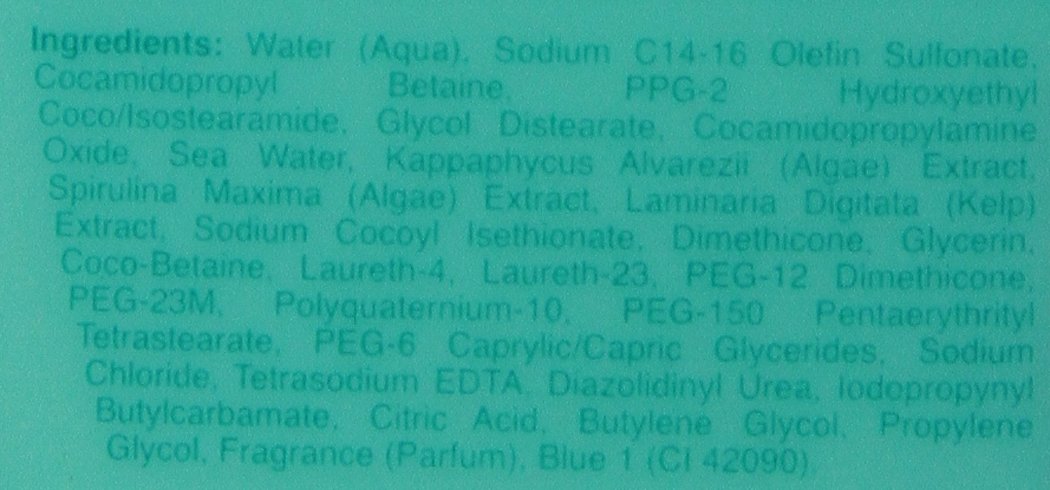 Ingredients: Water (Aqua), Sodium C14-16 Olefin Sulfonate,
Cocamidopropyl Betaine, PPG-2 Hydroxyethyl
Coco/Isostearamide, Glycol Distearate, Cocamidopropylamine
Oxide, Sea Water, Kappaphycus Alvarezii (Algae) Extract,
Spirulina Maxima (Algae) Extract, Laminaria Digitata (Kelp)
Extract, Sodium Cocoyl Isethionate, Dimethicone, Glycerin,
Coco-Betaine, Laureth-4, Laureth-23, PEG-12 Dimethicone,
PEG-23M, Polyquaternium-10, PEG-150 Pentaerythrityl
Tetrastearate, PEG-6 Caprylic/Capric Glycerides, Sodium
Chloride, Tetrasodium EDTA, Diazolidinyl Urea, Iodopropynyl
Butylcarbamate, Citric Acid, Butylene Glycol, Propylene
Glycol, Fragrance (Parfum), Blue 1 (CI 42090)